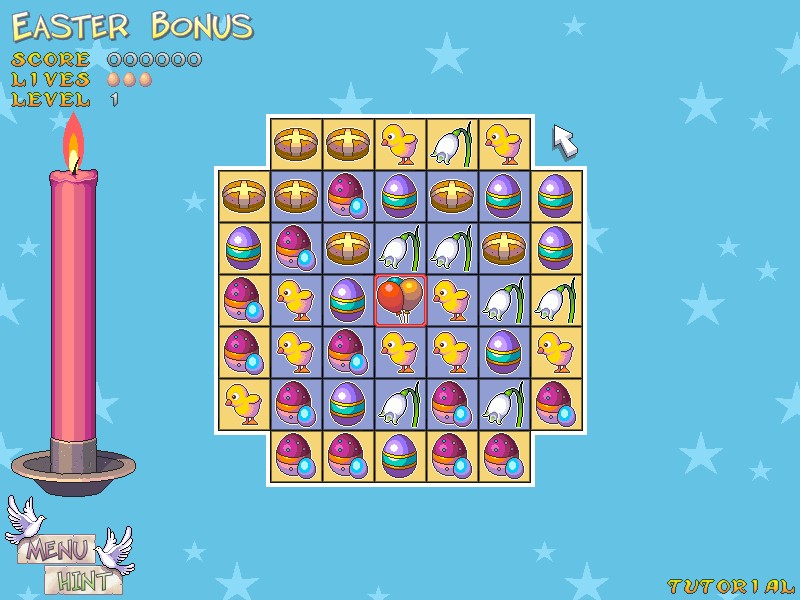 EASTER BONUS
SCORE 000000
LIVES
LEVEL 1
MENU
HINT
TUTORIAL